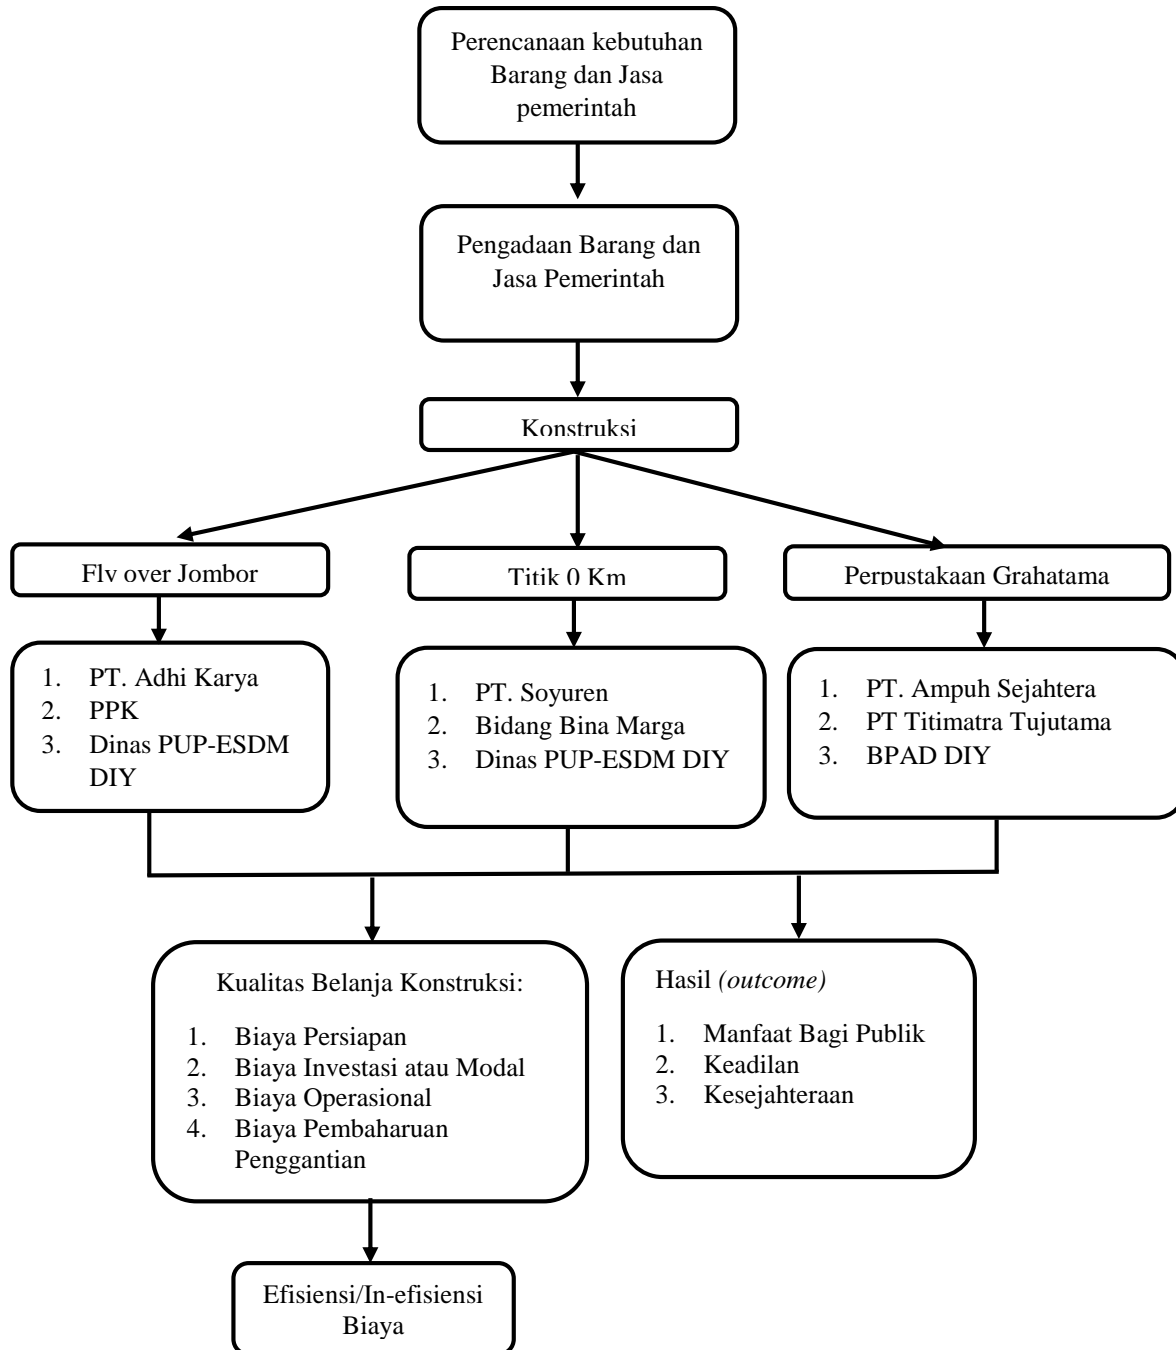 Perencanaan kebutuhan
Barang dan Jasa
pemerintah
Pengadaan Barang dan
Jasa Pemerintah
Konstruksi
Fly over Jombor
Titik 0 Km
Perpustakaan Grahatama
1. PT. Adhi Karya
2. PPK
3. Dinas PUP-ESDM
DIY
1. PT. Soyuren
2. Bidang Bina Marga
3. Dinas PUP-ESDM DIY
1. PT. Ampuh Sejahtera
2. PT Titimatra Tujutama
3. BPAD DIY
Kualitas Belanja Konstruksi:
1. Biaya Persiapan
2. Biaya Investasi atau Modal
3. Biaya Operasional
4. Biaya Pembaharuan
Penggantian
Hasil (outcome)
1. Manfaat Bagi Publik
2. Keadilan
3. Kesejahteraan
Efisiensi/In-efisiensi
Biaya